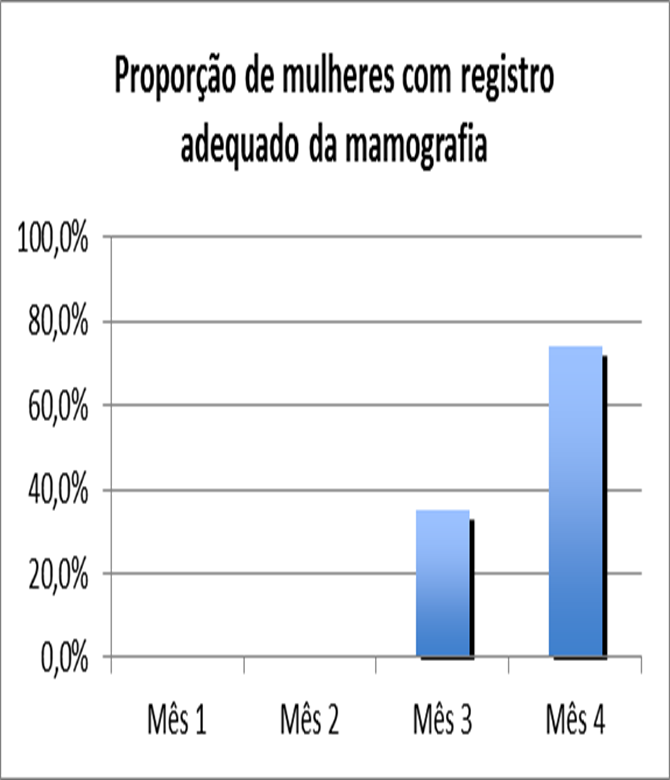 Proporção de mulheres com registro
adequado da mamografia
100,0%
80,0%
60,0%
40,0%
20,0%
0,0%
Mês 1 Mês 2 Mês 3 Mês 4